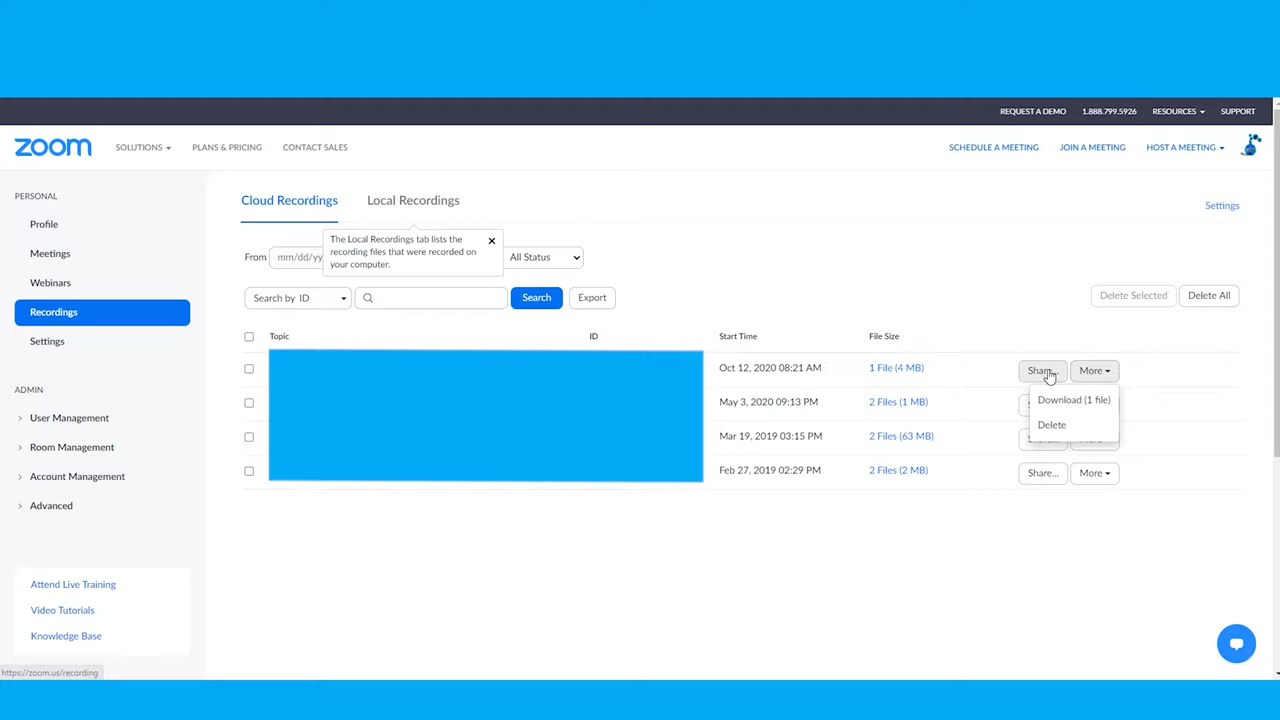 REQUEST A DEMO 1.888.799.5926 RESOURCES SUPPORT
zoom SOLUTIONS PLANS & PRICING CONTACT SALES SCHEDULE A MEETING JOIN A MEETING HOST A MEETING
PERSONAL
Profile
Meetings
Webinars
Recordings
Settings
ADMIN
User Management
Room Management
Account Management
Advanced
Attend Live Training
Video Tutorials
Knowledge Base
Cloud Recordings Local Recordings
Settings
The Local Recordings tab lists the
recording files that were recorded on
your computer.
From mm/dd/yy All Status
Search by ID Search Export Delete Selected Delete All
Topic ID Start Time File Size
Oct 12, 2020 08:21 AM 1 File (4 MB) More
Download (1 file)
Delete
May 3, 2020 09:13 PM 2 Files (1 MB)
Mar 19, 2019 03:15 PM 2 Files (63 MB)
Feb 27, 2019 02:29 PM 2 Files (2 MB) Share... More
https://zoom.us/recording